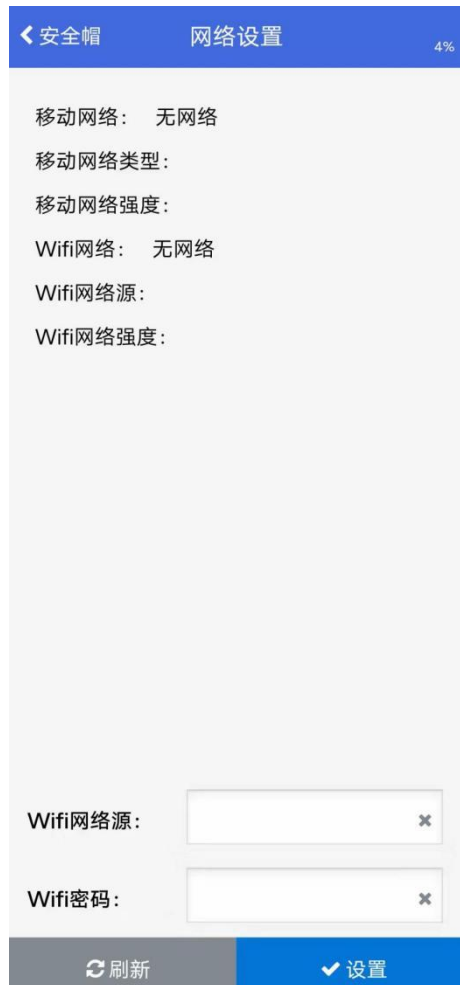 安全帽 网络设置 4%
移动网络： 无网络
移动网络类型：
移动网络强度：
Wifi网络： 无网络
Wifi网络源：
Wifi网络强度：
Wifi网络源：
Wifi密码：
刷新 设置